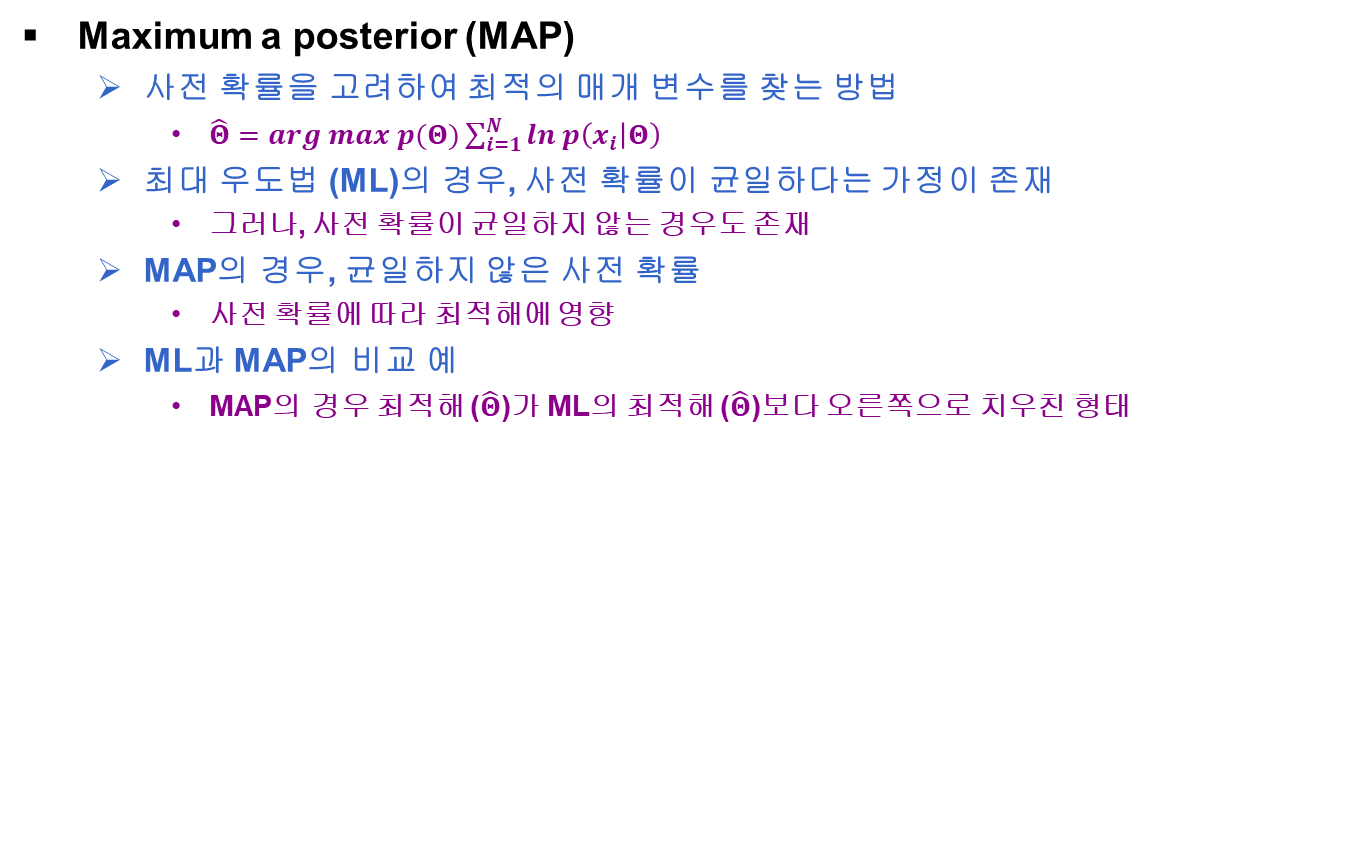 ▪ Maximum a posterior (MAP)
➢ 사전 확률을 고려하여 최적의 매개 변수를 찾는 방법
• Θ̂ = arg max p(Θ) ∑ᵢ₌₁ᴺ ln p(xᵢ|Θ)
➢ 최대 우도법 (ML)의 경우, 사전 확률이 균일하다는 가정이 존재
• 그러나, 사전 확률이 균일하지 않는 경우도 존재
➢ MAP의 경우, 균일하지 않은 사전 확률
• 사전 확률에 따라 최적해에 영향
➢ ML과 MAP의 비교 예
• MAP의 경우 최적해 (Θ̂)가 ML의 최적해 (Θ̂)보다 오른쪽으로 치우친 형태